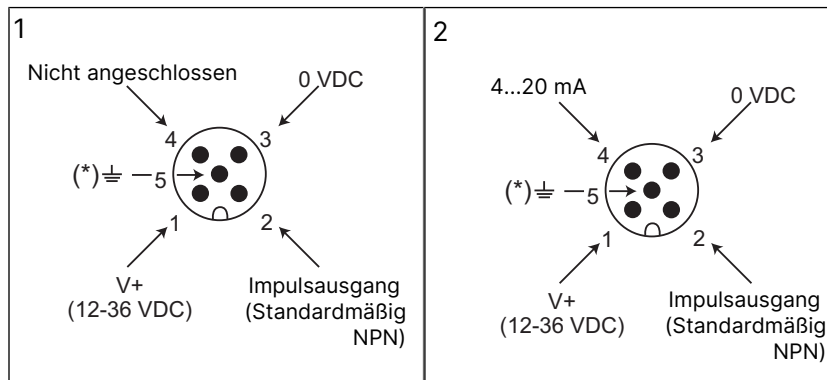 1
Nicht angeschlossen
0 VDC
4
3
(*)
5
1
2
V+
(12-36 VDC)
Impulsausgang
(Standardmäßig
NPN)
2
4...20 mA
0 VDC
4
3
(*)
5
1
2
V+
(12-36 VDC)
Impulsausgang
(Standardmäßig
NPN)